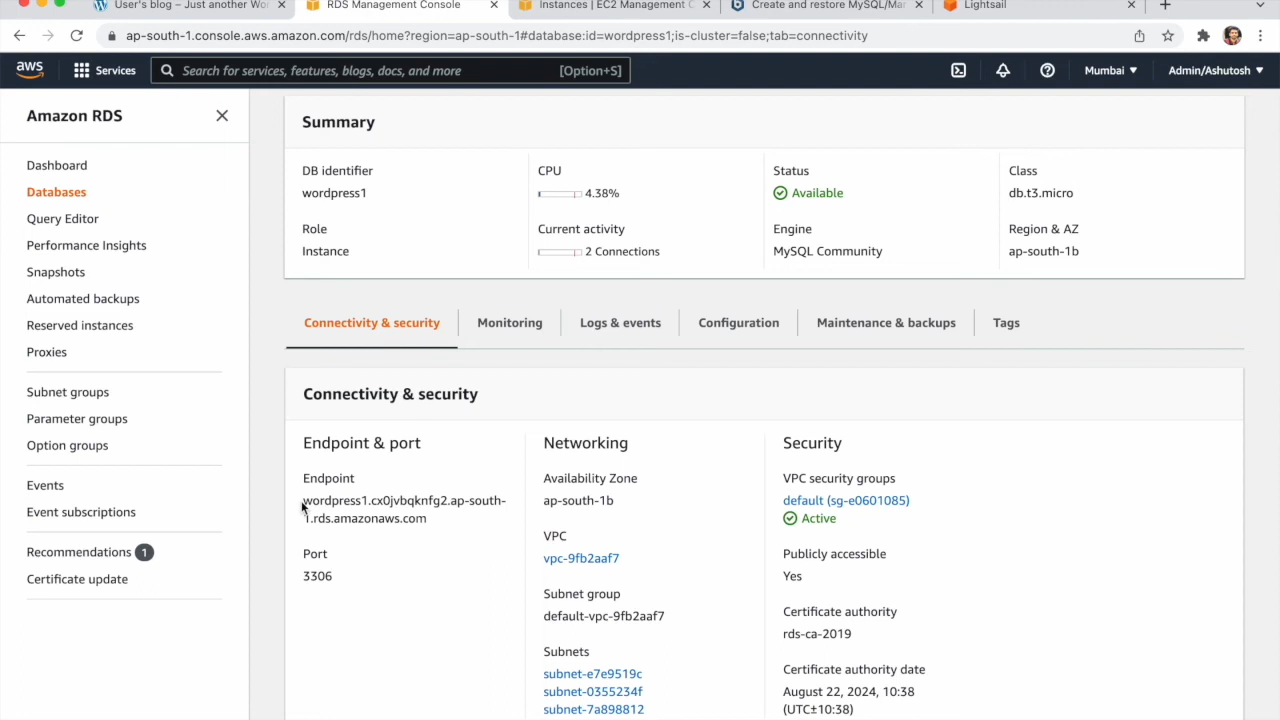 User's blog – Just another Wor
RDS Management Console
Instances | EC2 Management C
Create and restore MySQL/Mar
Lightsail
ap-south-1.console.aws.amazon.com/rds/home?region=ap-south-1#database:id=wordpress1;is-cluster=false;tab=connectivity
aws
Services
Search for services, features, blogs, docs, and more
[Option+S]
Mumbai
Admin/Ashutosh
Amazon RDS
Dashboard
Databases
Query Editor
Performance Insights
Snapshots
Automated backups
Reserved instances
Proxies
Subnet groups
Parameter groups
Option groups
Events
Event subscriptions
Recommendations 1
Certificate update
Summary
DB identifier
wordpress1
CPU
4.38%
Status
Available
Class
db.t3.micro
Role
Instance
Current activity
2 Connections
Engine
MySQL Community
Region & AZ
ap-south-1b
Connectivity & security
Monitoring
Logs & events
Configuration
Maintenance & backups
Tags
Connectivity & security
Endpoint & port
Endpoint
wordpress1.cx0jvbqknfg2.ap-south-
1.rds.amazonaws.com
Port
3306
Networking
Availability Zone
ap-south-1b
VPC
vpc-9fb2aaf7
Subnet group
default-vpc-9fb2aaf7
Subnets
subnet-e7e9519c
subnet-0355234f
subnet-7a898812
Security
VPC security groups
default (sg-e0601085)
Active
Publicly accessible
Yes
Certificate authority
rds-ca-2019
Certificate authority date
August 22, 2024, 10:38
(UTC±10:38)